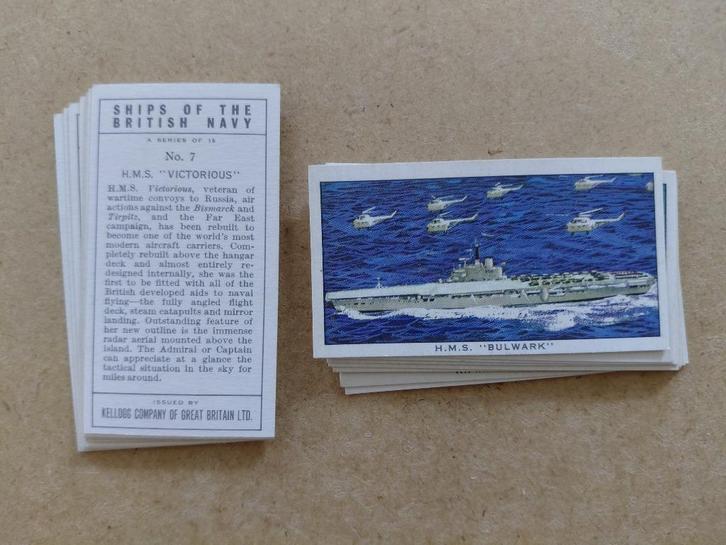 SHIPS OF THE
BRITISH NAVY
A SERIES OF 15
No. 7
H.M.S. "VICTORIOUS"
H.M.S. Victorious, veteran of
wartime convoys to Russia, air
actions against the Bismarck and
Tirpitz, and the Far East
campaign, has been rebuilt to
become one of the world's most
modern aircraft carriers. Com-
pletely rebuilt above the hangar
deck and almost entirely re-
designed internally, she was the
first to be fitted with all of the
British developed aids to naval
flying—the fully angled flight
deck, steam catapults and mirror
landing. Outstanding feature of
her new outline is the immense
radar aerial mounted above the
island. The Admiral or Captain
can appreciate at a glance the
tactical situation in the sky for
miles around.
ISSUED BY
KELLOGG COMPANY OF GREAT BRITAIN LTD.
H.M.S. "BULWARK"